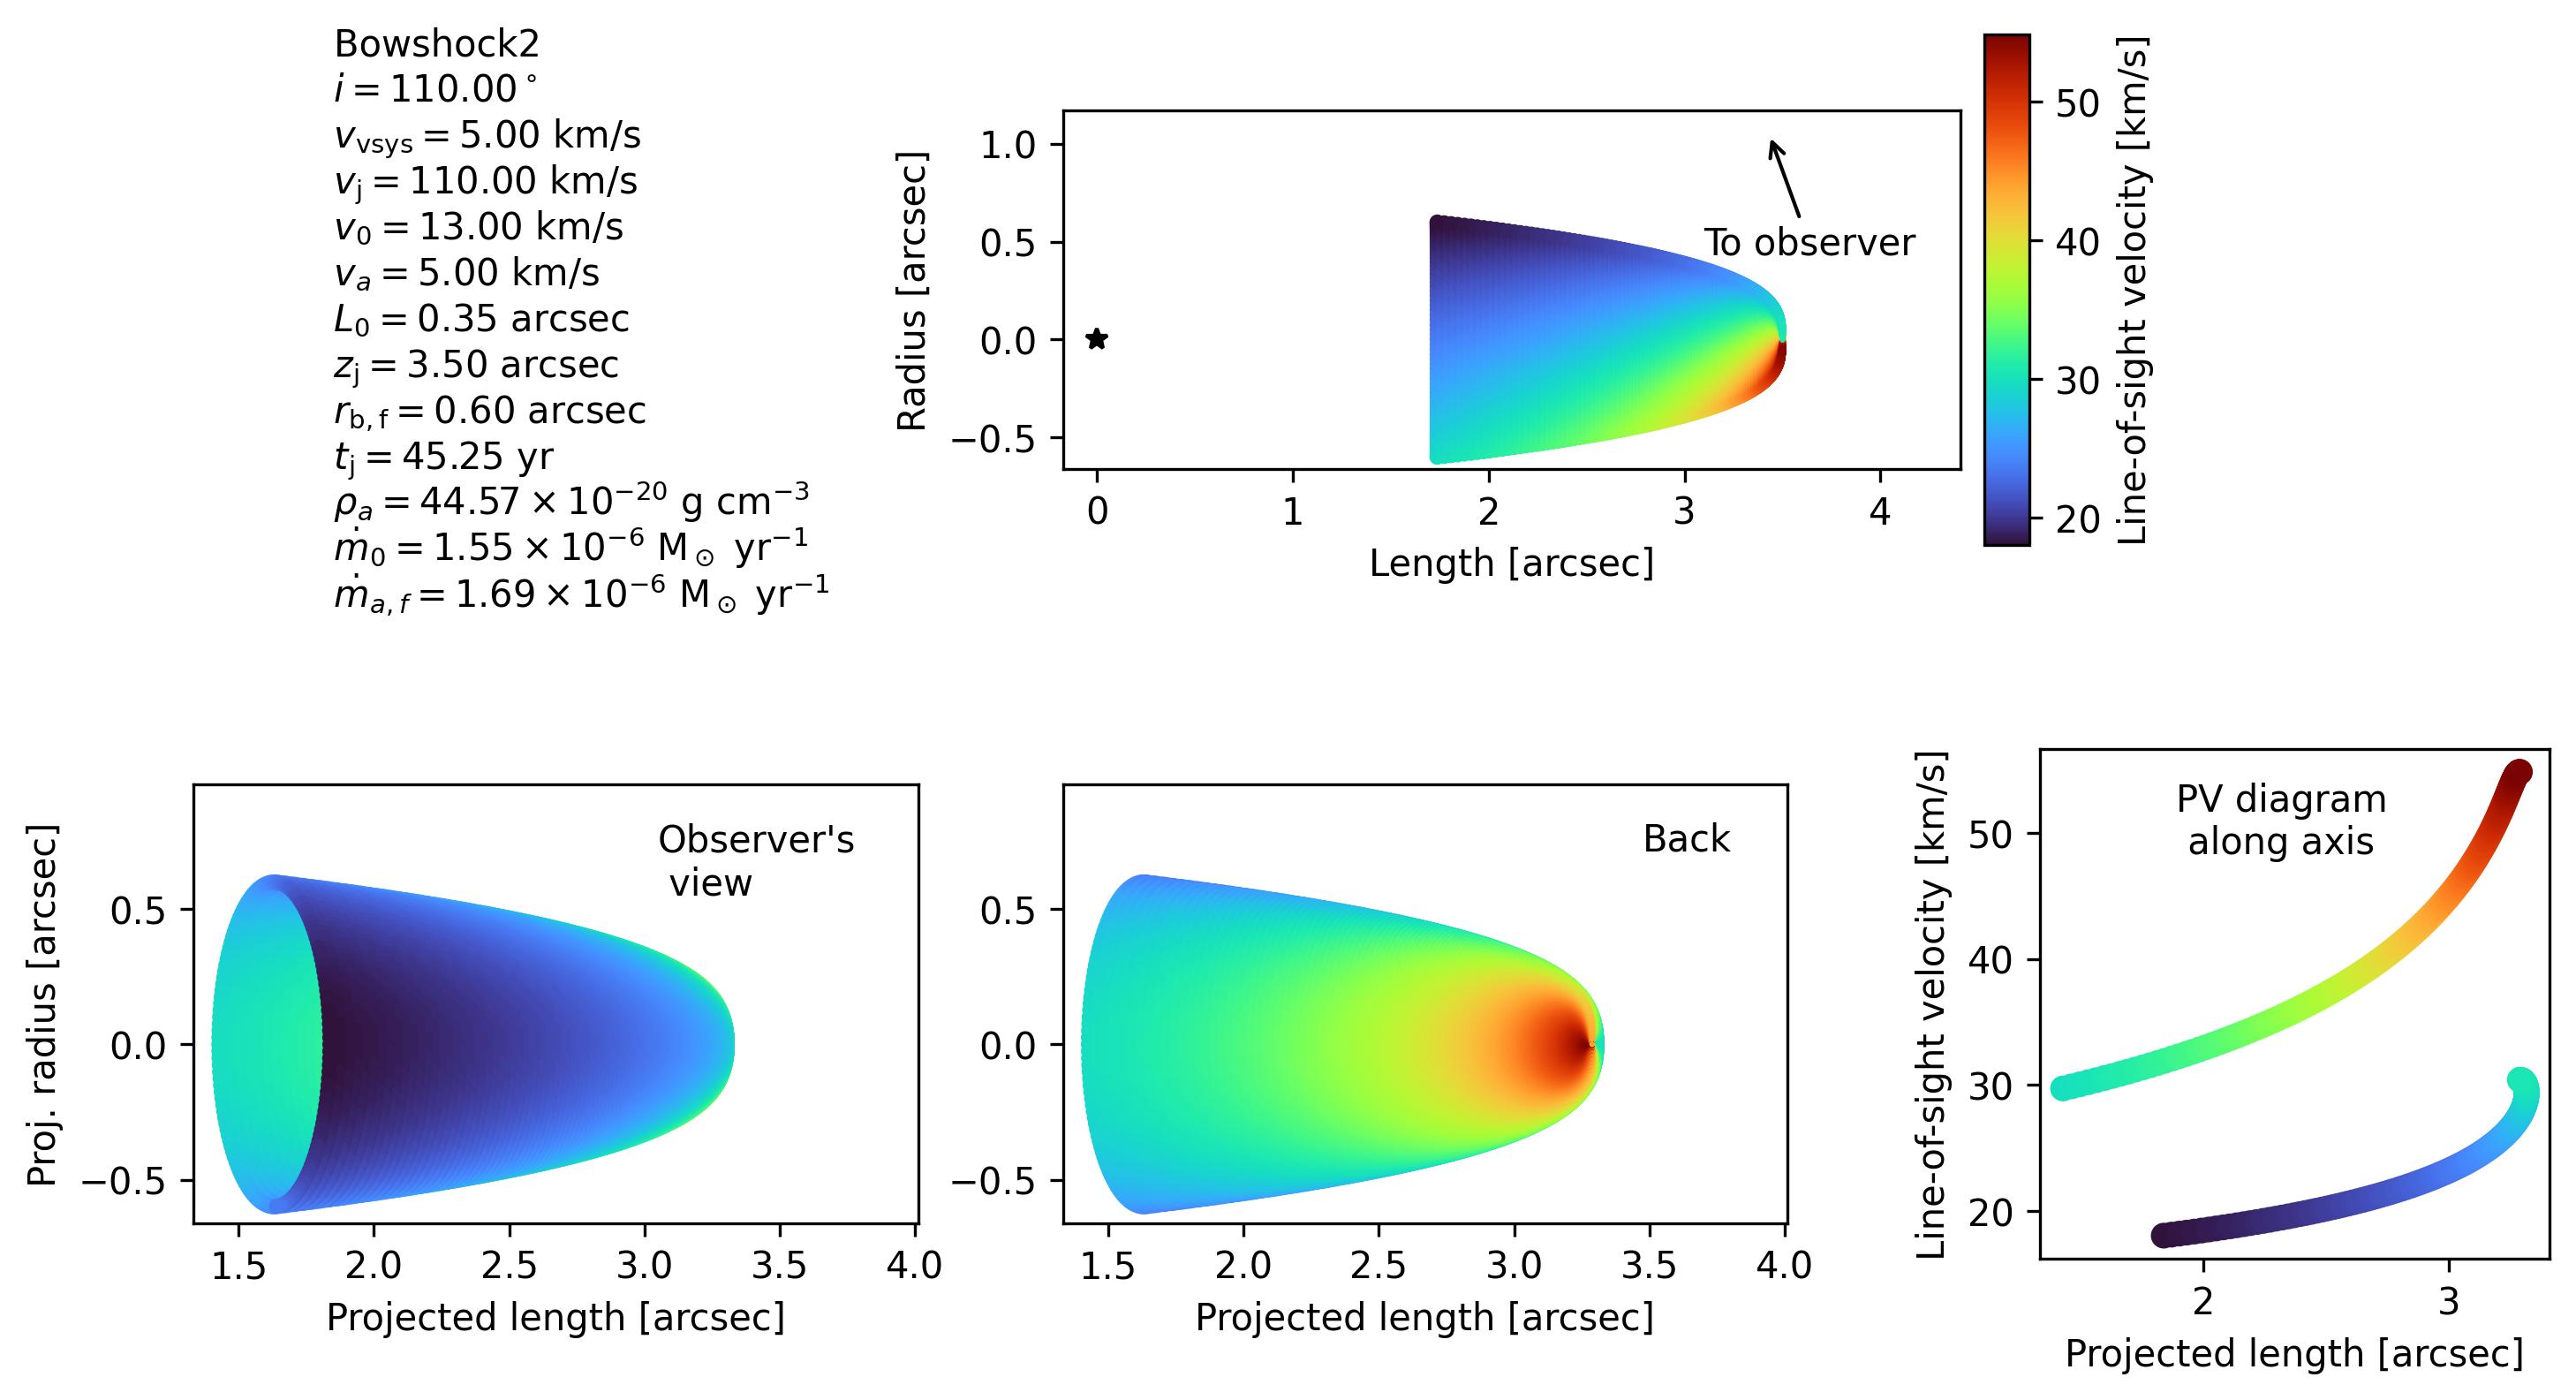 Bowshock2
i = 110.00°
v_vsys = 5.00 km/s
v_j = 110.00 km/s
v_0 = 13.00 km/s
v_a = 5.00 km/s
L_0 = 0.35 arcsec
z_j = 3.50 arcsec
r_b,f = 0.60 arcsec
t_j = 45.25 yr
ρ_a = 44.57 × 10^−20 g cm^−3
ṁ_0 = 1.55 × 10^−6 M_⊙ yr^−1
ṁ_a,f = 1.69 × 10^−6 M_⊙ yr^−1
Radius [arcsec]
1.0
0.5
0.0
−0.5
To observer
0 1 2 3 4
Length [arcsec]
50
40
30
20
Line-of-sight velocity [km/s]
Proj. radius [arcsec]
0.5
0.0
−0.5
Observer's
view
1.5 2.0 2.5 3.0 3.5 4.0
Projected length [arcsec]
0.5
0.0
−0.5
Back
1.5 2.0 2.5 3.0 3.5 4.0
Projected length [arcsec]
Line-of-sight velocity [km/s]
50
40
30
20
PV diagram
along axis
2 3
Projected length [arcsec]